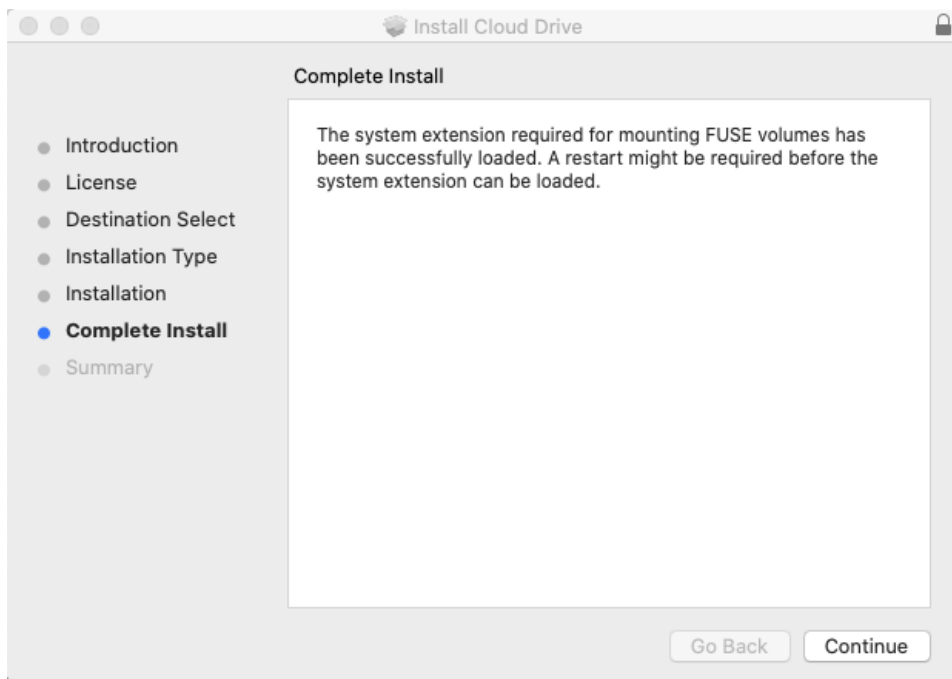 Install Cloud Drive
Complete Install
Introduction
License
Destination Select
Installation Type
Installation
Complete Install
Summary
The system extension required for mounting FUSE volumes has
been successfully loaded. A restart might be required before the
system extension can be loaded.
Go Back
Continue